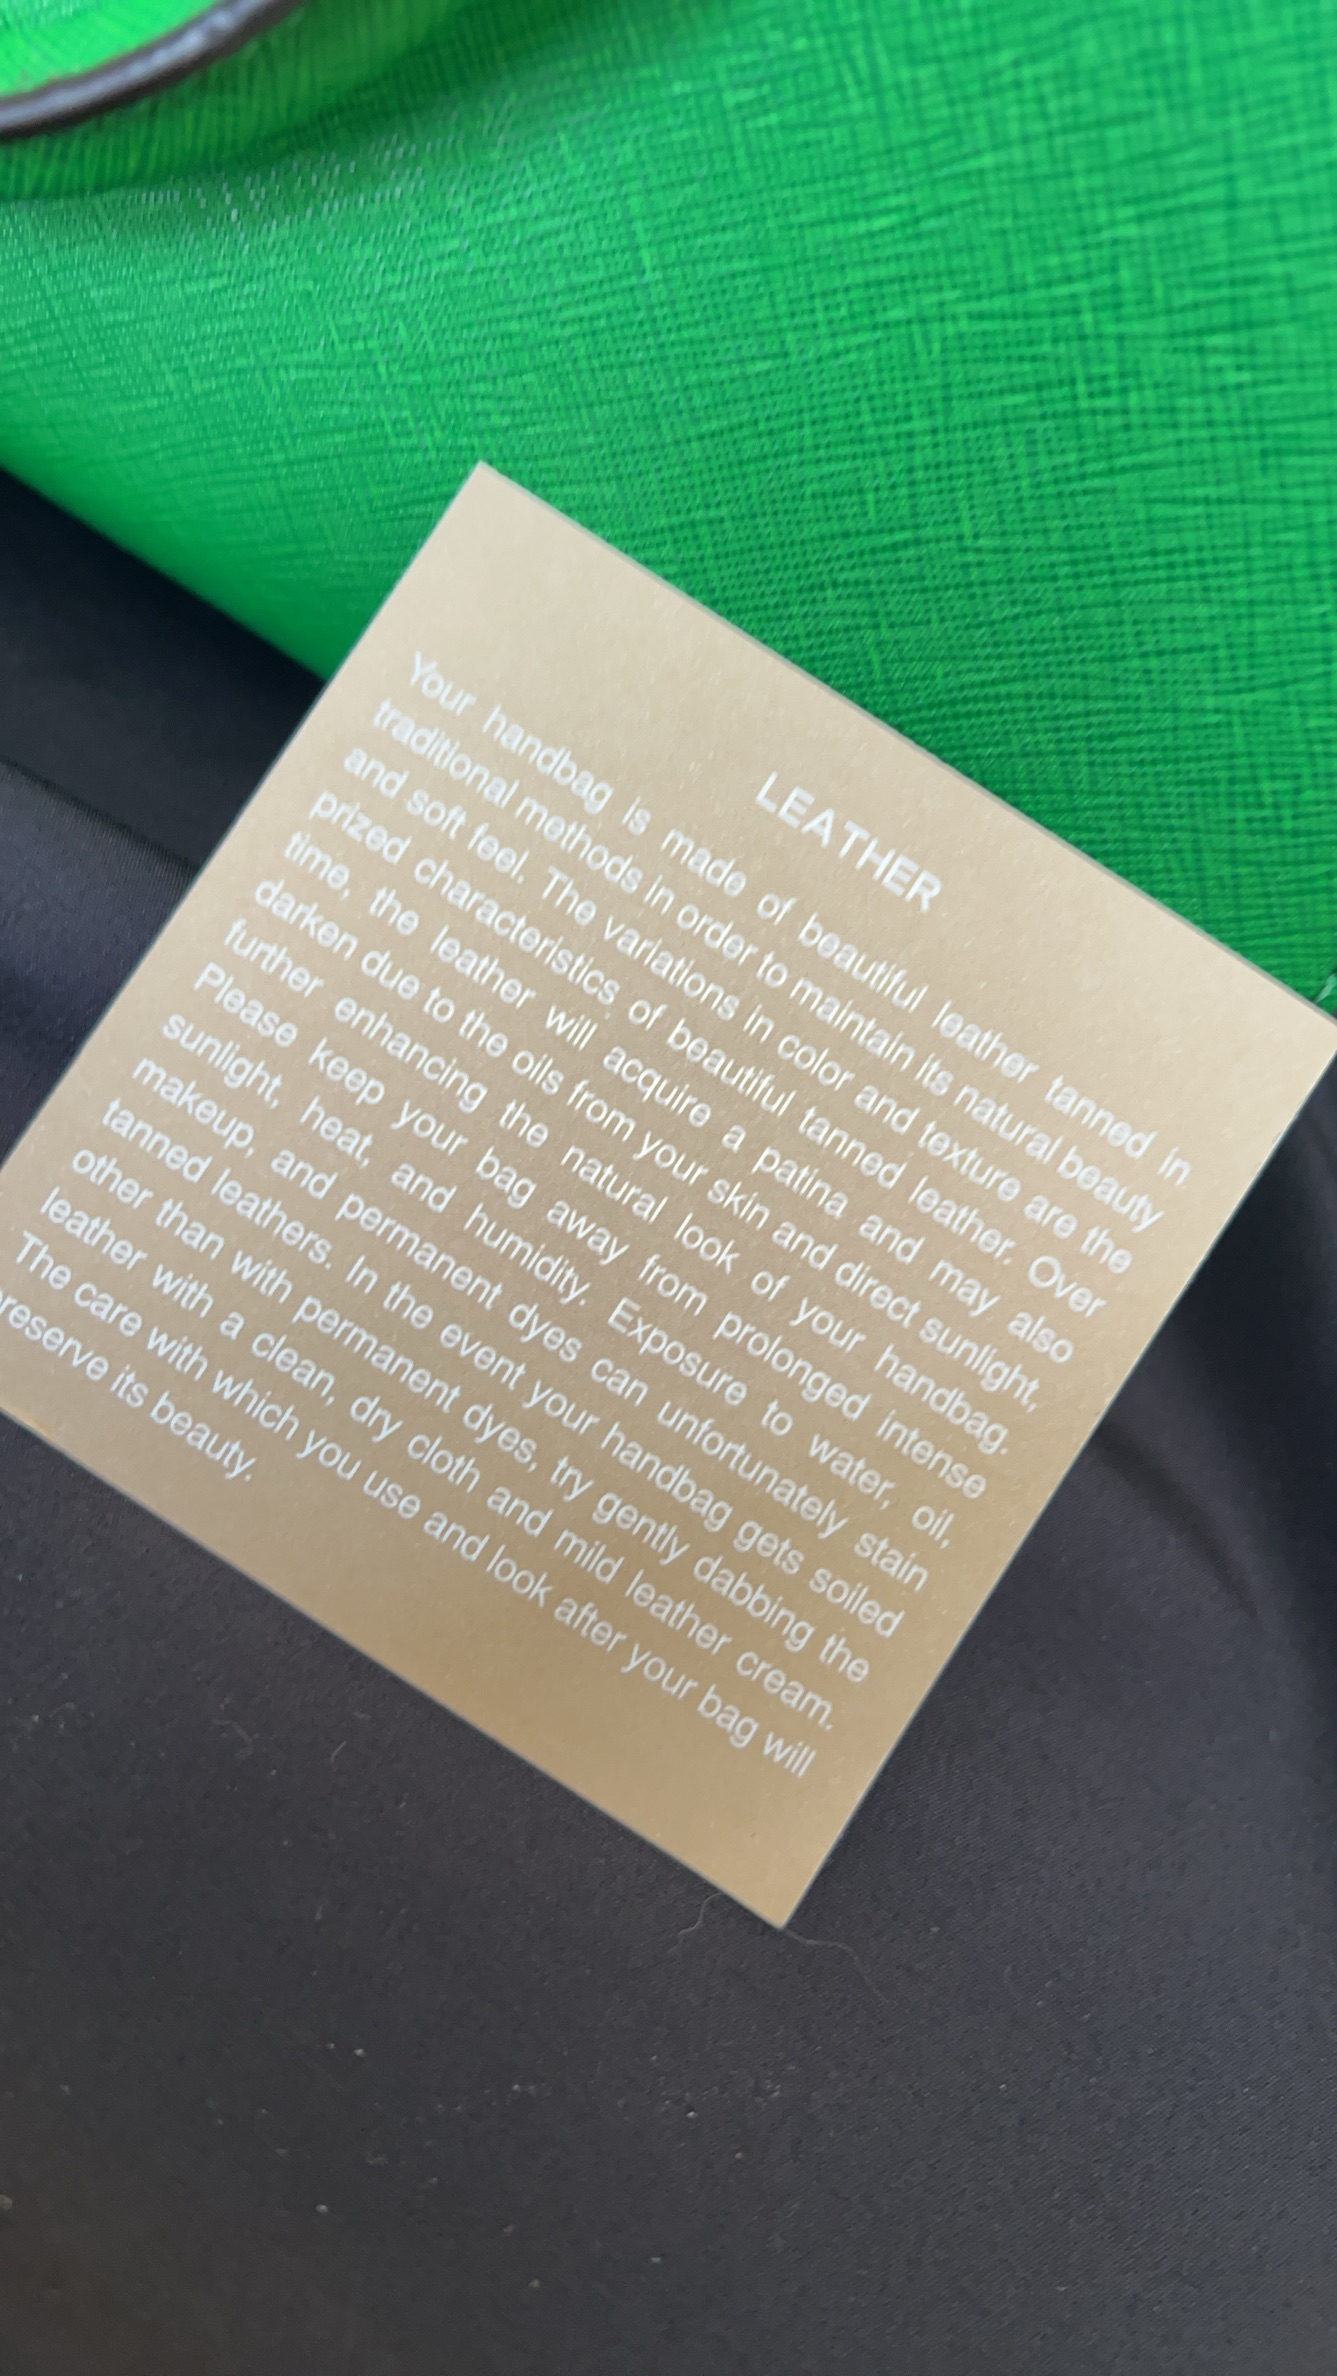 LEATHER
Your handbag is made of beautiful leather tanned in
traditional methods in order to maintain its natural beauty
and soft feel. The variations in color and texture are the
prized characteristics of beautiful tanned leather. Over
time, the leather will acquire a patina and may also
darken due to the oils from your skin and direct sunlight,
further enhancing the natural look of your handbag.
Please keep your bag away from prolonged intense
sunlight, heat, and humidity. Exposure to water, oil,
makeup, and permanent dyes can unfortunately stain
tanned leathers. In the event your handbag gets soiled
other than with permanent dyes, try gently dabbing the
leather with a clean, dry cloth and mild leather cream.
The care with which you use and look after your bag will
preserve its beauty.